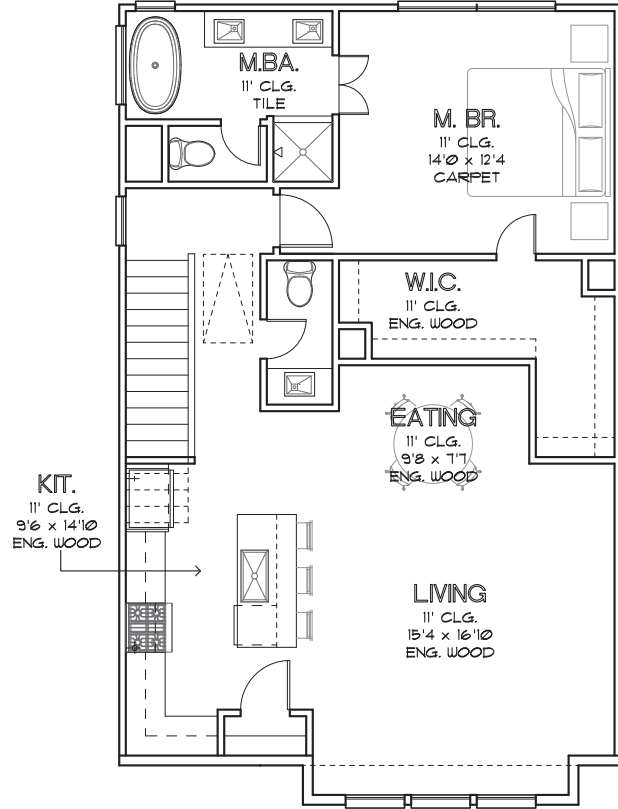 M.BA.
11' CLG.
TILE
M. BR.
11' CLG.
14'0 x 12'4
CARPET
W.I.C.
11' CLG.
ENG. WOOD
EATING
11' CLG.
9'8 x 7'7
ENG. WOOD
KIT.
11' CLG.
9'6 x 14'10
ENG. WOOD
LIVING
11' CLG.
15'4 x 16'10
ENG. WOOD